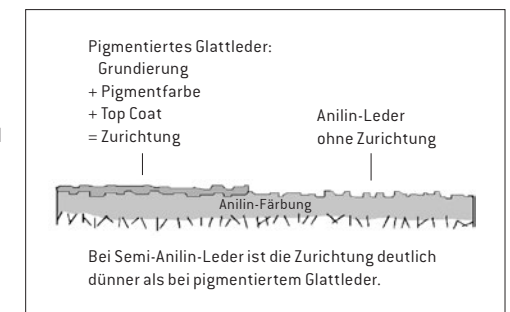 Pigmentiertes Glattleder:
Grundierung
+ Pigmentfarbe
+ Top Coat
= Zurichtung
Anilin-Leder
ohne Zurichtung
Anilin-Färbung
Bei Semi-Anilin-Leder ist die Zurichtung deutlich
dünner als bei pigmentiertem Glattleder.